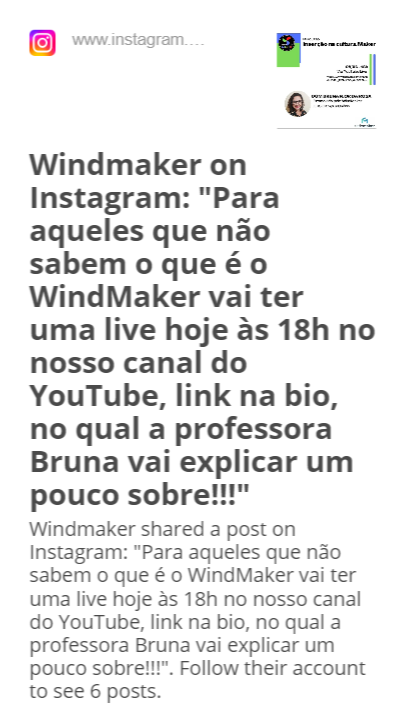 www.instagram....
Inserção na cultura Maker
Windmaker on
Instagram: "Para
aqueles que não
sabem o que é o
WindMaker vai ter
uma live hoje às 18h no
nosso canal do
YouTube, link na bio,
no qual a professora
Bruna vai explicar um
pouco sobre!!!"
Windmaker shared a post on
Instagram: "Para aqueles que não
sabem o que é o WindMaker vai ter
uma live hoje às 18h no nosso canal
do YouTube, link na bio, no qual a
professora Bruna vai explicar um
pouco sobre!!!". Follow their account
to see 6 posts.